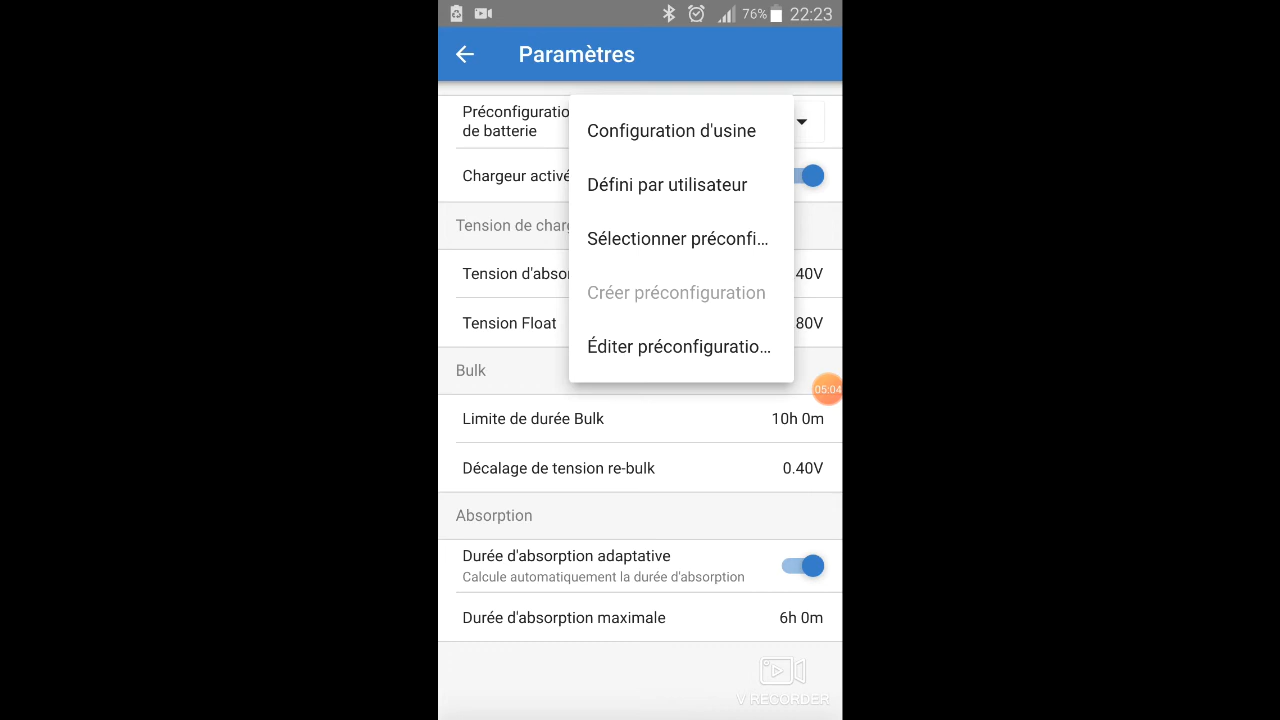 76% 22:23
Paramètres
Préconfiguratio
de batterie
Configuration d'usine
Chargeur activé
Défini par utilisateur
Tension de charg
Sélectionner préconfi...
Tension d'abso
.40V
Créer préconfiguration
Tension Float
80V
Éditer préconfiguratio...
Bulk
05:04
Limite de durée Bulk 10h 0m
Décalage de tension re-bulk 0.40V
Absorption
Durée d'absorption adaptative
Calcule automatiquement la durée d'absorption
Durée d'absorption maximale 6h 0m
V RECORDER